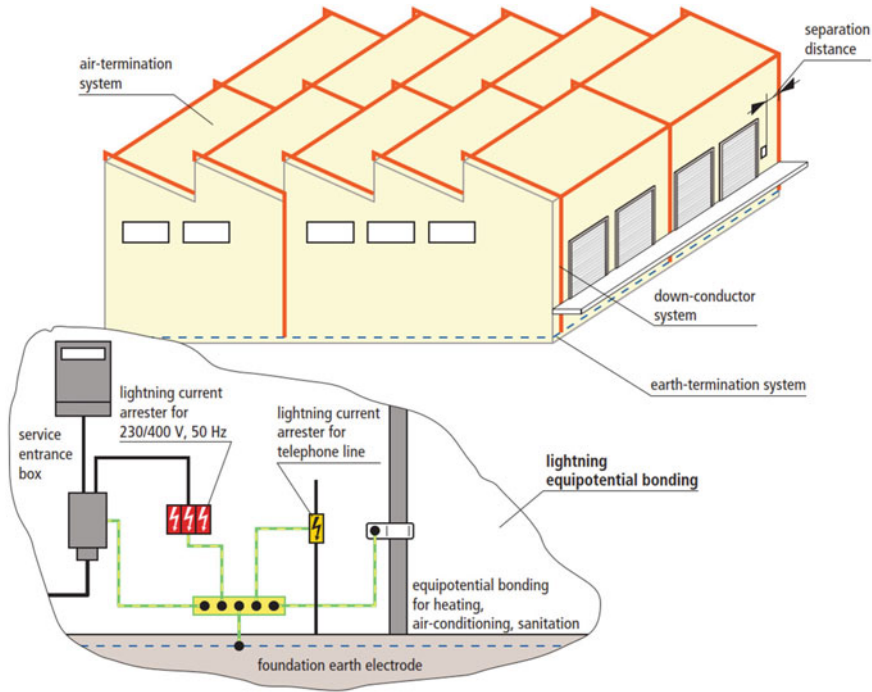 air-termination
system
separation
distance
down-conductor
system
earth-termination system
service
entrance
box
lightning current
arrester for
230/400 V, 50 Hz
lightning current
arrester for
telephone line
lightning
equipotential bonding
equipotential bonding
for heating,
air-conditioning, sanitation
foundation earth electrode